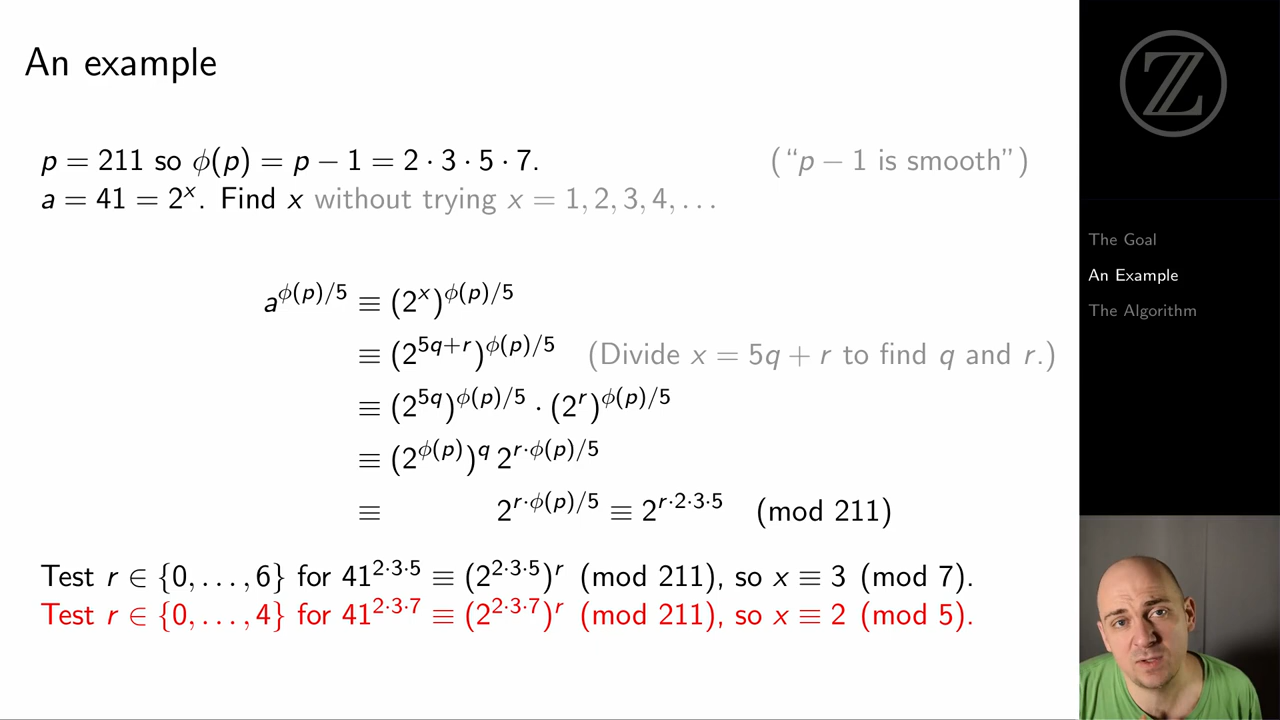 An example
p = 211 so ϕ(p) = p − 1 = 2 · 3 · 5 · 7. (“p − 1 is smooth”)
a = 41 = 2^x. Find x without trying x = 1, 2, 3, 4, . . .
a^{ϕ(p)/5} ≡ (2^x)^{ϕ(p)/5}
≡ (2^{5q+r})^{ϕ(p)/5} (Divide x = 5q + r to find q and r.)
≡ (2^{5q})^{ϕ(p)/5} · (2^r)^{ϕ(p)/5}
≡ (2^{ϕ(p)})^q 2^{r·ϕ(p)/5}
≡ 2^{r·ϕ(p)/5} ≡ 2^{r·2·3·5} (mod 211)
Test r ∈ {0, . . . , 6} for 41^{2·3·5} ≡ (2^{2·3·5})^r (mod 211), so x ≡ 3 (mod 7).
Test r ∈ {0, . . . , 4} for 41^{2·3·7} ≡ (2^{2·3·7})^r (mod 211), so x ≡ 2 (mod 5).
ℤ
The Goal
An Example
The Algorithm